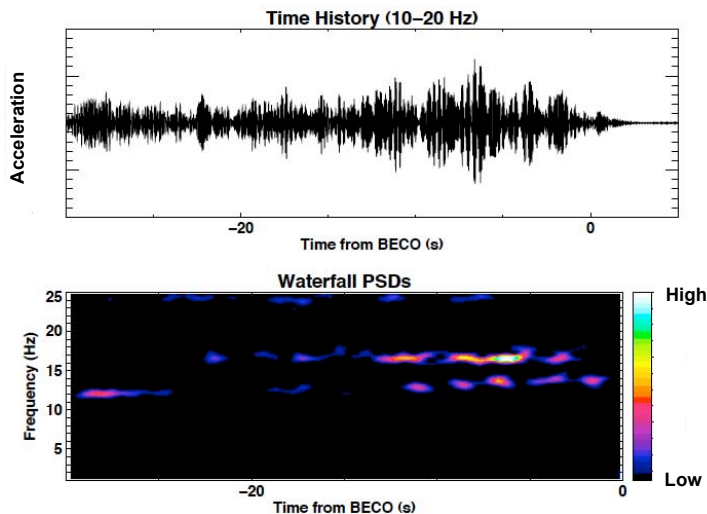 Time History (10–20 Hz)
Acceleration
−20
0
Time from BECO (s)
Waterfall PSDs
25
20
15
10
5
Frequency (Hz)
−20
0
Time from BECO (s)
High
Low